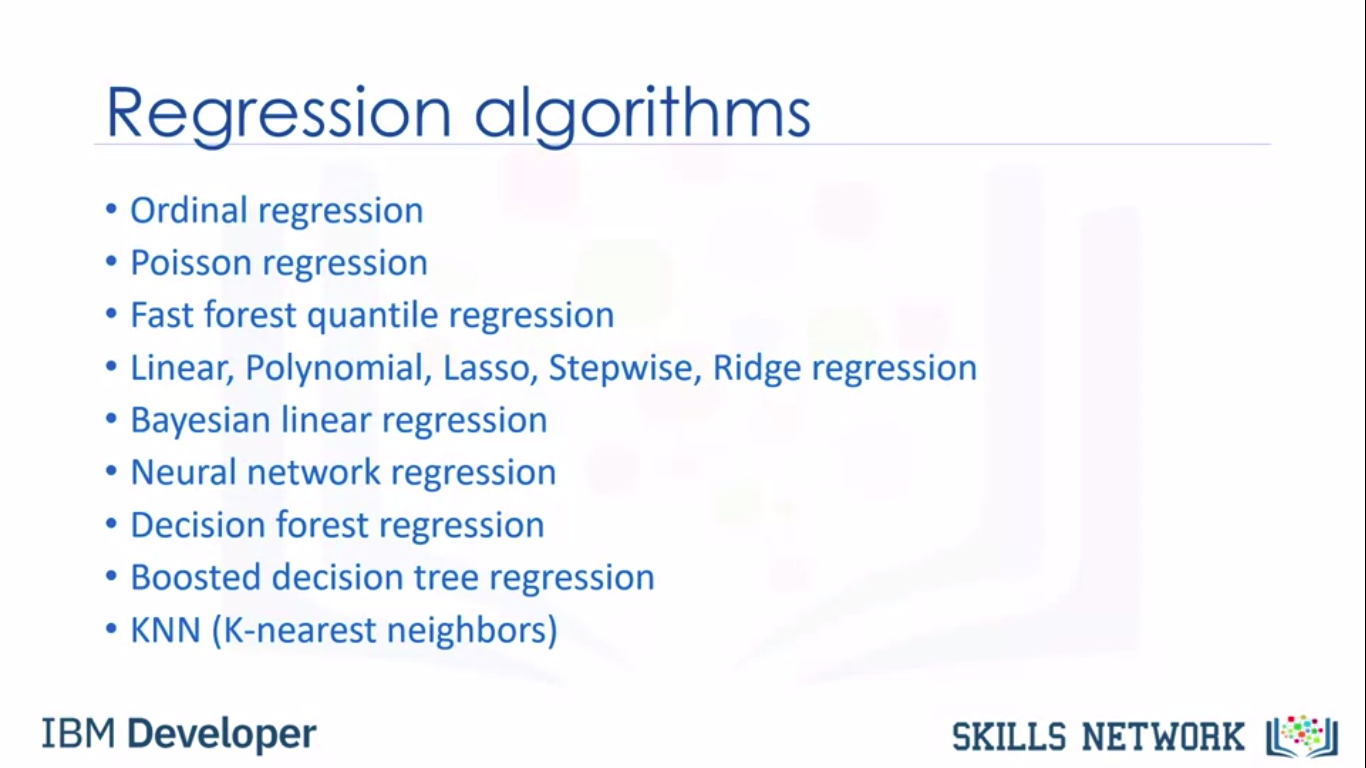 Regression algorithms
• Ordinal regression
• Poisson regression
• Fast forest quantile regression
• Linear, Polynomial, Lasso, Stepwise, Ridge regression
• Bayesian linear regression
• Neural network regression
• Decision forest regression
• Boosted decision tree regression
• KNN (K-nearest neighbors)
IBM Developer
SKILLS NETWORK